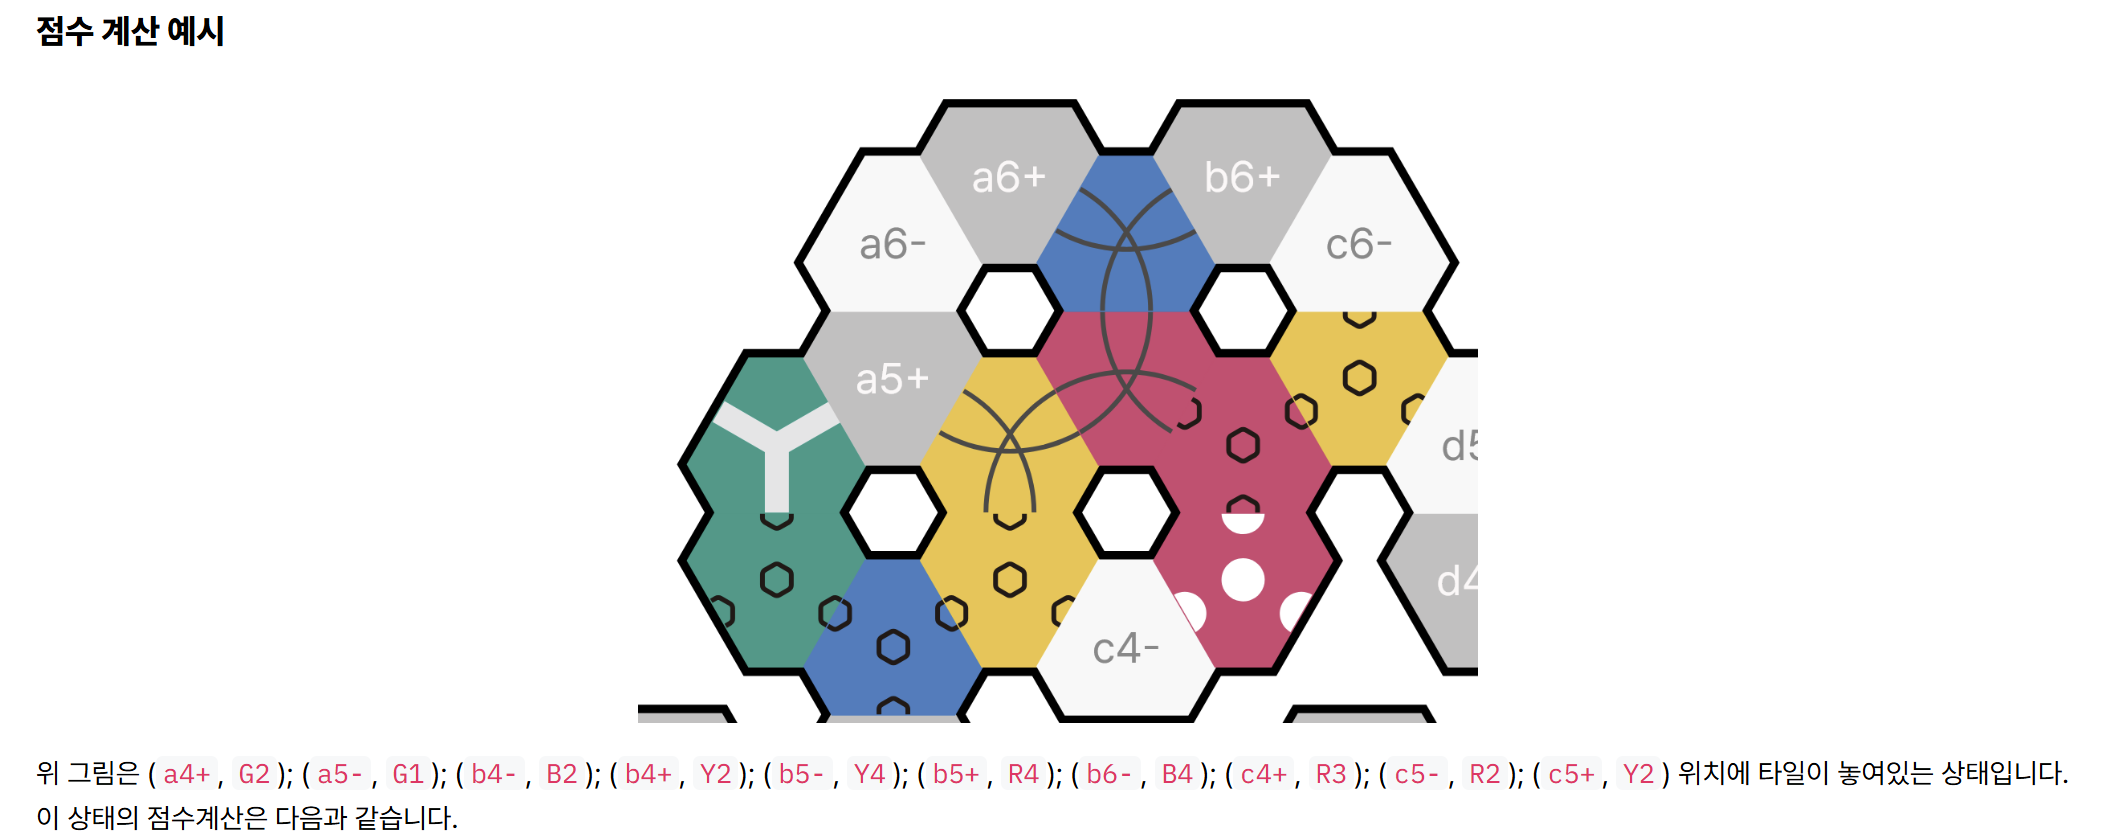 점수 계산 예시
a6+
b6+
a6-
c6-
a5+
d5
d4
c4-
위 그림은 (a4+, G2); (a5-, G1); (b4-, B2); (b4+, Y2); (b5-, Y4); (b5+, R4); (b6-, B4); (c4+, R3); (c5-, R2); (c5+, Y2) 위치에 타일이 놓여있는 상태입니다.
이 상태의 점수계산은 다음과 같습니다.